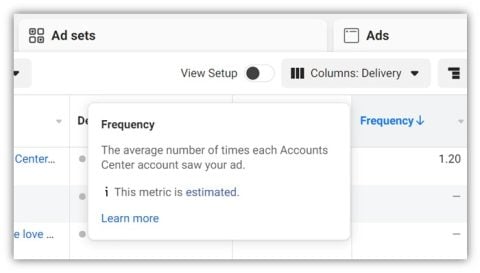 Ad sets
Ads
View Setup
Columns: Delivery
De
Frequency ↓
Frequency
The average number of times each Accounts
Center account saw your ad.
i This metric is estimated.
Learn more
Center...
1.20
—
—
e love ...